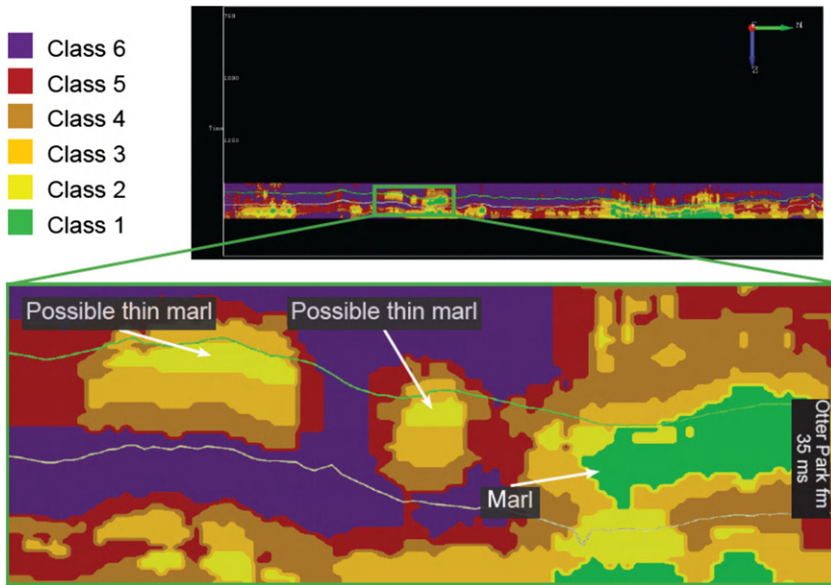 Class 6
Class 5
Class 4
Class 3
Class 2
Class 1
Time
1200
N
Z
Possible thin marl
Possible thin marl
Marl
Otter Park fm
35 ms